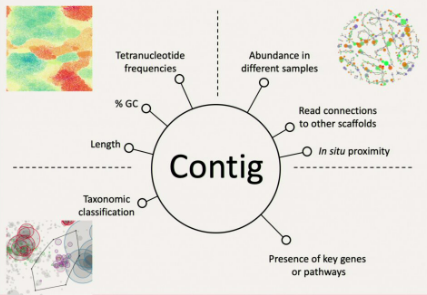 Tetranucleotide
frequencies
Abundance in
different samples
% GC
Read connections
to other scaffolds
Length
In situ proximity
Contig
Taxonomic
classification
Presence of key genes
or pathways